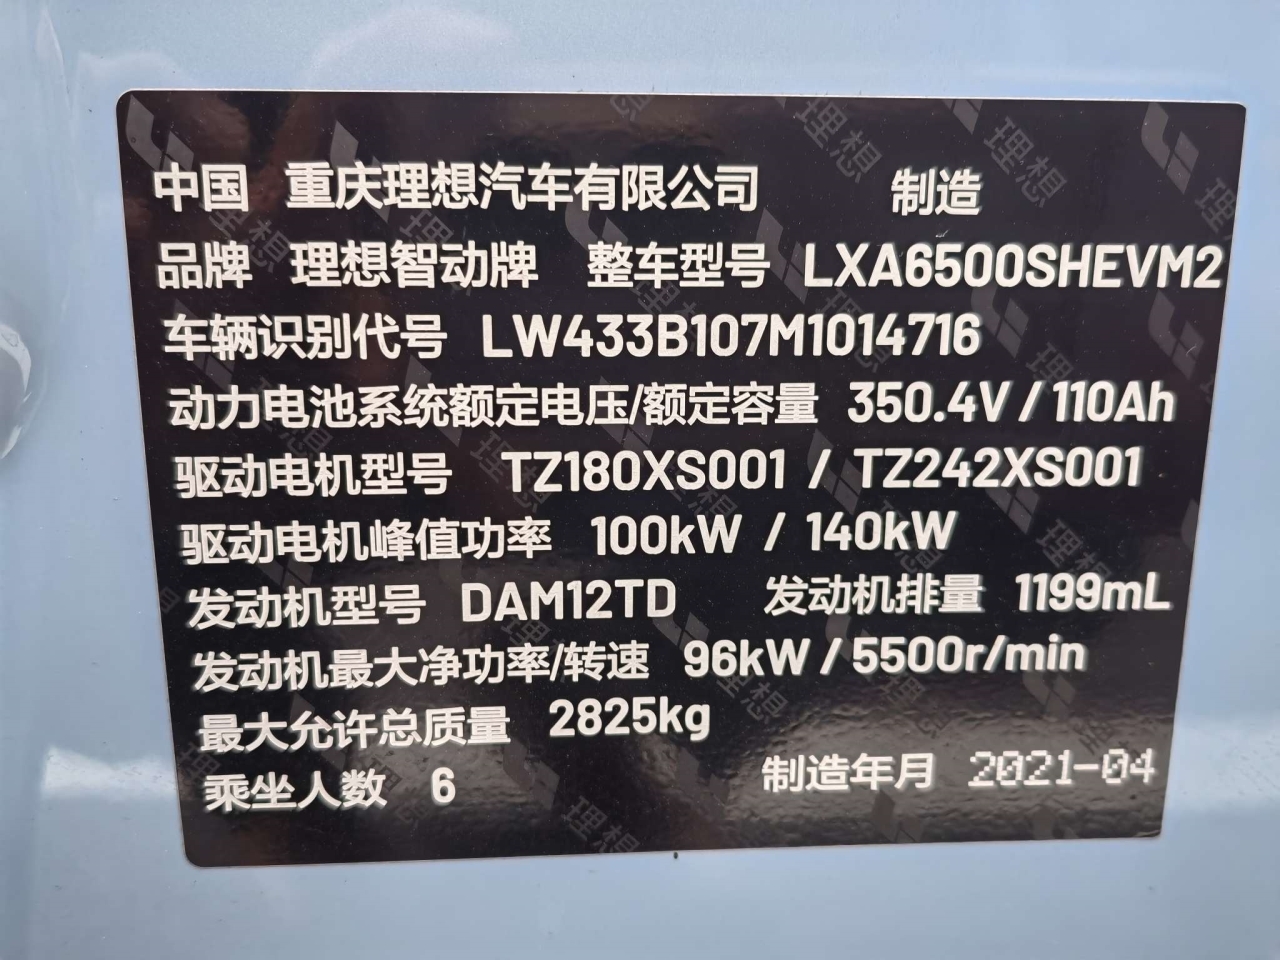 中国 重庆理想汽车有限公司 制造
品牌 理想智动牌 整车型号 LXA6500SHEVM2
车辆识别代号 LW433B107M1014716
动力电池系统额定电压/额定容量 350.4V / 110Ah
驱动电机型号 TZ180XS001 / TZ242XS001
驱动电机峰值功率 100kW / 140kW
发动机型号 DAM12TD 发动机排量 1199mL
发动机最大净功率/转速 96kW / 5500r/min
最大允许总质量 2825kg
乘坐人数 6 制造年月 2021-04